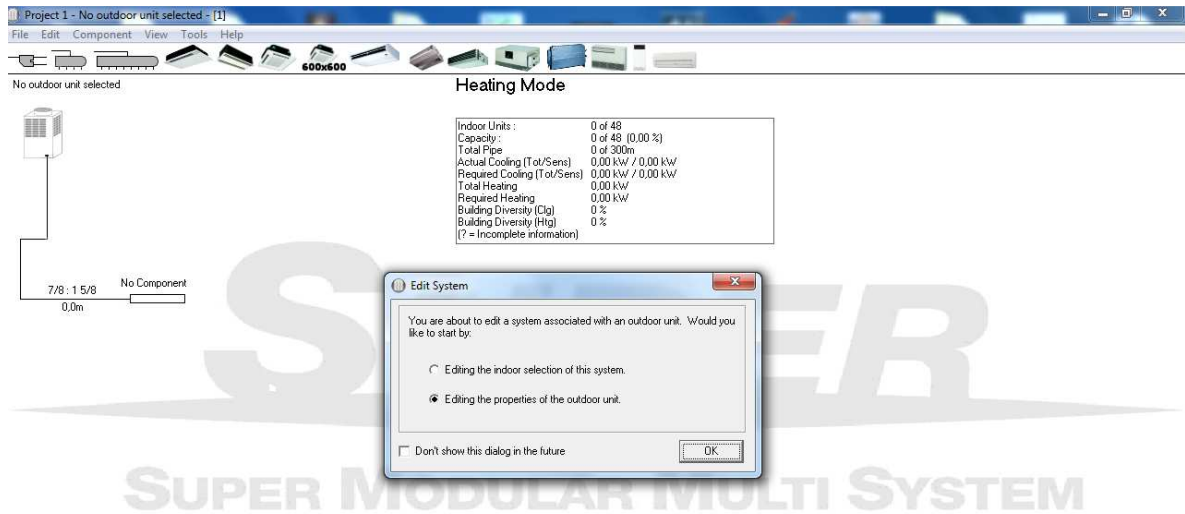 Project 1 - No outdoor unit selected - [1]
File Edit Component View Tools Help
600x600
No outdoor unit selected
Heating Mode
Indoor Units : 0 of 48
Capacity : 0 of 48 (0,00 %)
Total Pipe 0 of 300m
Actual Cooling (Tot/Sens) 0,00 kW / 0,00 kW
Required Cooling (Tot/Sens) 0,00 kW / 0,00 kW
Total Heating 0,00 kW
Required Heating 0,00 kW
Building Diversity (Clg) 0 %
Building Diversity (Htg) 0 %
(? = Incomplete information)
7/8 : 1 5/8 No Component
0,0m
Edit System
You are about to edit a system associated with an outdoor unit. Would you
like to start by:
Editing the indoor selection of this system.
Editing the properties of the outdoor unit.
Don't show this dialog in the future
OK
SUPER MODULAR MULTI SYSTEM